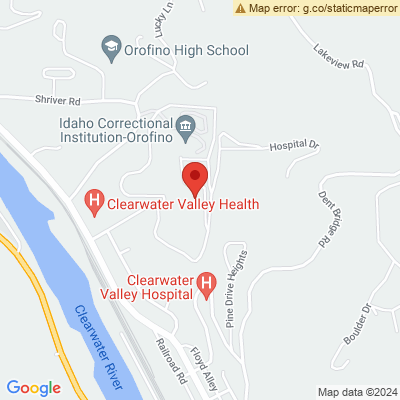 Map error: g.co/staticmaperror
Lucky Ln
Orofino High School
Lakeview Rd
Shriver Rd
Idaho Correctional
Institution-Orofino
Hospital Dr
H
Clearwater Valley Health
Dent Bridge Rd
Clearwater
Valley Hospital
H
Pine Drive Heights
Boulder Dr
Clearwater River
Railroad Rd
Floyd Alley
Google
Map data ©2024